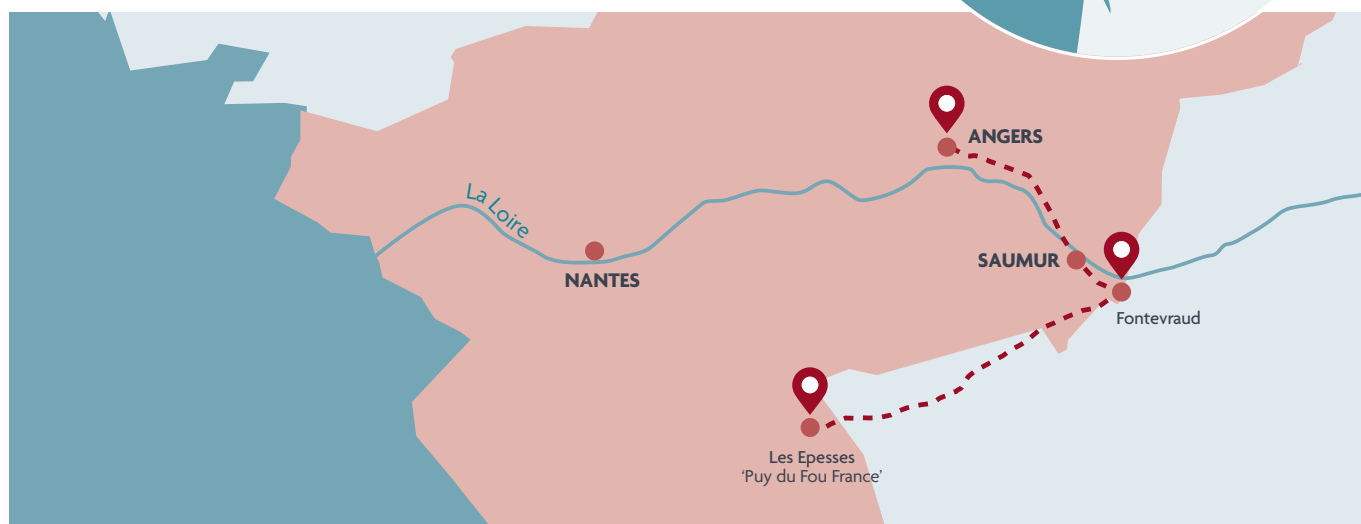 ANGERS
La Loire
NANTES
SAUMUR
Fontevraud
Les Epesses
‘Puy du Fou France’